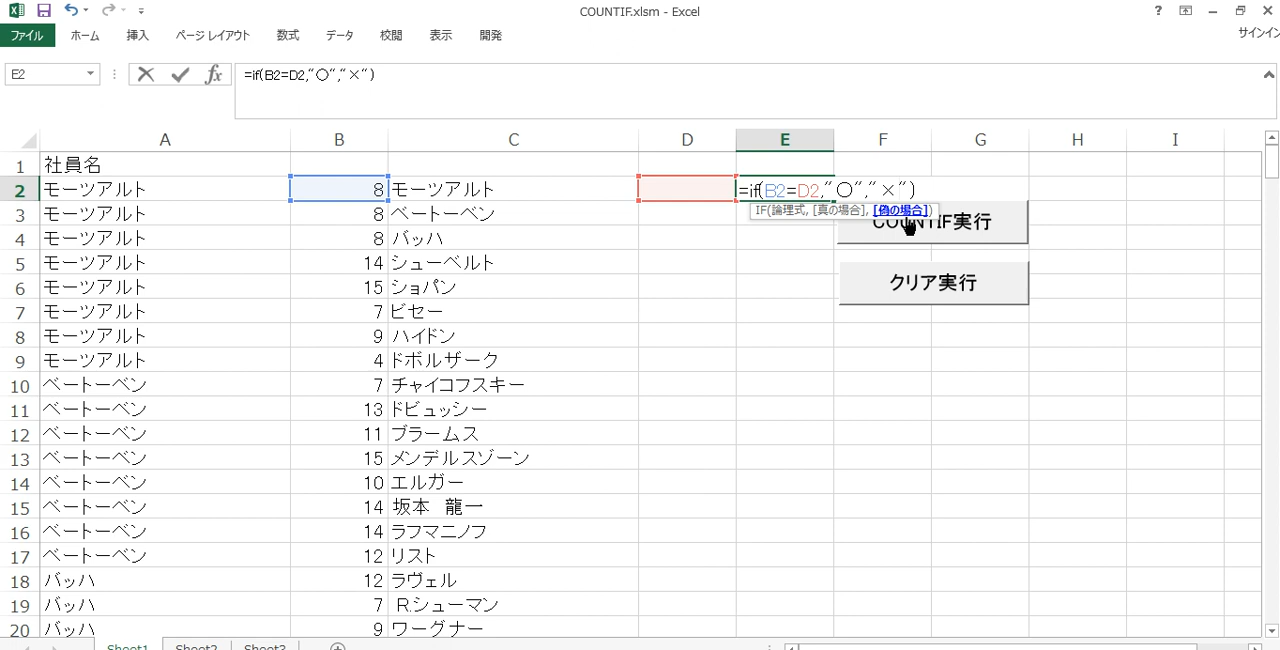 COUNTIF.xlsm - Excel
?
サインイン
ファイル ホーム 挿入 ページ レイアウト 数式 データ 校閲 表示 開発
E2 fx =if(B2=D2,"〇","×")
A B C D E F G H I
1 社員名
2 モーツアルト 8 モーツアルト =if(B2=D2,"〇","×")
IF(論理式, [真の場合], [偽の場合])
3 モーツアルト 8 ベートーベン
COUNTIF実行
4 モーツアルト 8 バッハ
5 モーツアルト 14 シューベルト
クリア実行
6 モーツアルト 15 ショパン
7 モーツアルト 7 ビセー
8 モーツアルト 9 ハイドン
9 モーツアルト 4 ドボルザーク
10 ベートーベン 7 チャイコフスキー
11 ベートーベン 13 ドビュッシー
12 ベートーベン 11 ブラームス
13 ベートーベン 15 メンデルスゾーン
14 ベートーベン 10 エルガー
15 ベートーベン 14 坂本　龍一
16 ベートーベン 14 ラフマニノフ
17 ベートーベン 12 リスト
18 バッハ 12 ラヴェル
19 バッハ 7 R.シューマン
20 バッハ 9 ワーグナー
Sheet1 Sheet2 Sheet3